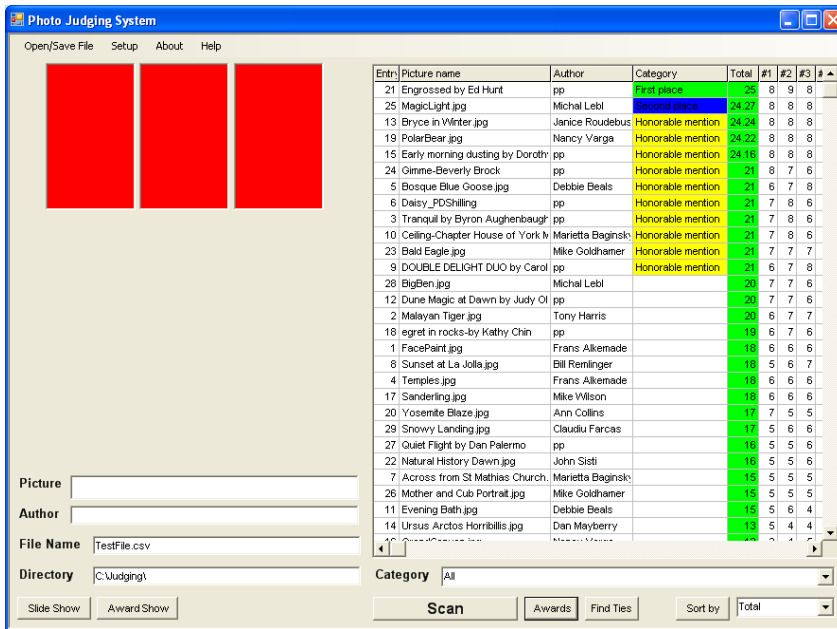 Photo Judging System
Open/Save File Setup About Help
Entry Picture name Author Category Total #1 #2 #3 #
21 Engrossed by Ed Hunt pp First place 25 8 9 8
25 MagicLight.jpg Michal Lebl Second place 24.27 8 8 8
13 Bryce in Winter.jpg Janice Roudebus Honorable mention 24.24 8 8 8
19 PolarBear.jpg Nancy Varga Honorable mention 24.22 8 8 8
15 Early morning dusting by Doroth pp Honorable mention 24.16 8 8 8
24 Gimme-Beverly Brock pp Honorable mention 21 8 7 6
5 Bosque Blue Goose.jpg Debbie Beals Honorable mention 21 6 7 8
6 Daisy_PDShilling pp Honorable mention 21 7 8 6
3 Tranquil by Byron Aughenbaugh pp Honorable mention 21 7 8 6
10 Ceiling-Chapter House of York M Marietta Baginsk Honorable mention 21 7 8 6
23 Bald Eagle.jpg Mike Goldhamer Honorable mention 21 7 7 7
9 DOUBLE DELIGHT DUO by Carol pp Honorable mention 21 6 7 8
28 BigBen.jpg Michal Lebl 20 7 7 6
12 Dune Magic at Dawn by Judy Ol pp 20 7 7 6
2 Malayan Tiger.jpg Tony Harris 20 6 7 7
18 egret in rocks-by Kathy Chin pp 19 6 7 6
1 FacePaint.jpg Frans Alkemade 18 6 6 6
8 Sunset at La Jolla.jpg Bill Remlinger 18 5 6 7
4 Temples.jpg Frans Alkemade 18 6 6 6
17 Sanderling.jpg Mike Wilson 18 6 6 6
20 Yosemite Blaze.jpg Ann Collins 17 7 5 5
29 Snowy Landing.jpg Claudiu Farcas 17 5 6 6
27 Quiet Flight by Dan Palermo pp 16 5 5 6
22 Natural History Dawn.jpg John Sisti 16 5 5 6
7 Across from St Mathias Church. Marietta Baginsk 15 5 5 5
26 Mother and Cub Portrait.jpg Mike Goldhamer 15 5 5 5
11 Evening Bath.jpg Debbie Beals 15 5 6 4
14 Ursus Arctos Horribillis.jpg Dan Mayberry 13 5 4 4
Picture
Author
File Name TestFile.csv
Directory C:\Judging\
Category All
Slide Show Award Show Scan Awards Find Ties Sort by Total